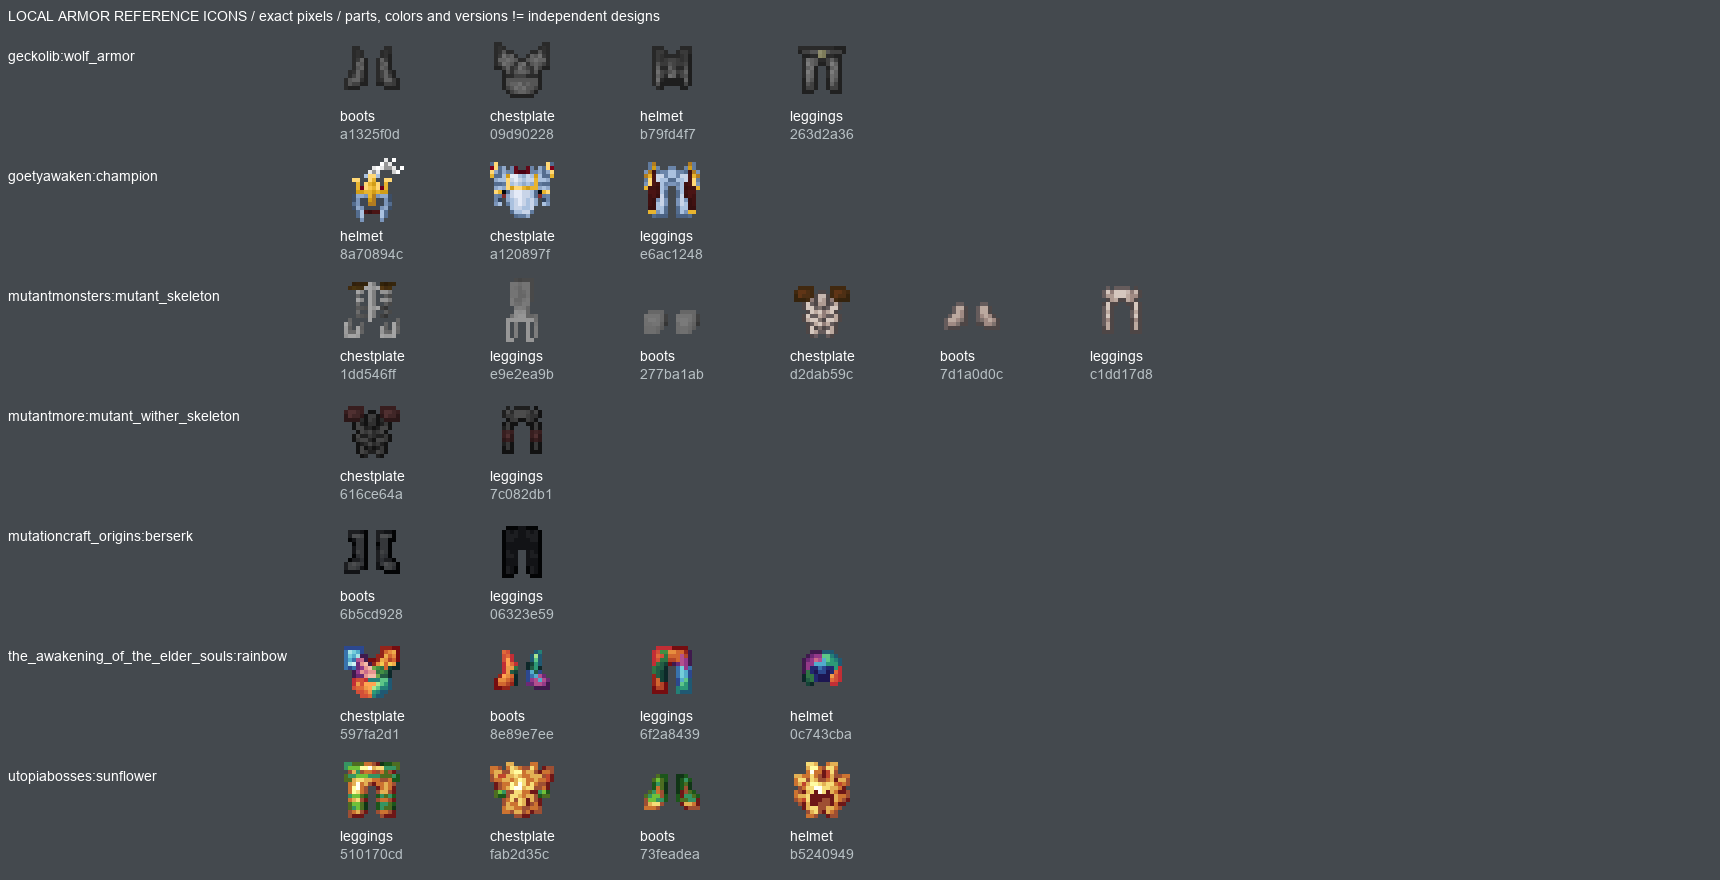 LOCAL ARMOR REFERENCE ICONS / exact pixels / parts, colors and versions != independent designs
geckolib:wolf_armor
boots chestplate helmet leggings
a1325f0d 09d90228 b79fd4f7 263d2a36
goetyawaken:champion
helmet chestplate leggings
8a70894c a120897f e6ac1248
mutantmonsters:mutant_skeleton
chestplate leggings boots chestplate boots leggings
1dd546ff e9e2ea9b 277ba1ab d2dab59c 7d1a0d0c c1dd17d8
mutantmore:mutant_wither_skeleton
chestplate leggings
616ce64a 7c082db1
mutationcraft_origins:berserk
boots leggings
6b5cd928 06323e59
the_awakening_of_the_elder_souls:rainbow
chestplate boots leggings helmet
597fa2d1 8e89e7ee 6f2a8439 0c743cba
utopiabosses:sunflower
leggings chestplate boots helmet
510170cd fab2d35c 73feadea b5240949